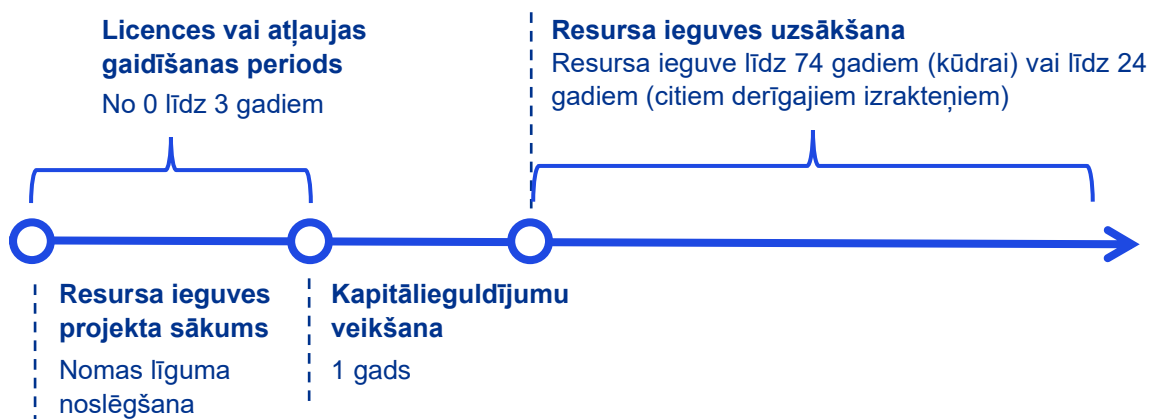 Licences vai atļaujas
gaidīšanas periods
No 0 līdz 3 gadiem
Resursa ieguves uzsākšana
Resursa ieguve līdz 74 gadiem (kūdrai) vai līdz 24
gadiem (citiem derīgajiem izrakteņiem)
Resursa ieguves
projekta sākums
Nomas līguma
noslēgšana
Kapitālieguldījumu
veikšana
1 gads